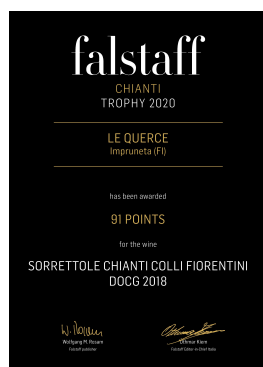 falstaff
CHIANTI
TROPHY 2020
LE QUERCE
Impruneta (FI)
has been awarded
91 POINTS
for the wine
SORRETTOLE CHIANTI COLLI FIORENTINI
DOCG 2018
Wolfgang M. Rosam
Falstaff publisher
Othmar Kiem
Falstaff Editor-In-Chief Italia